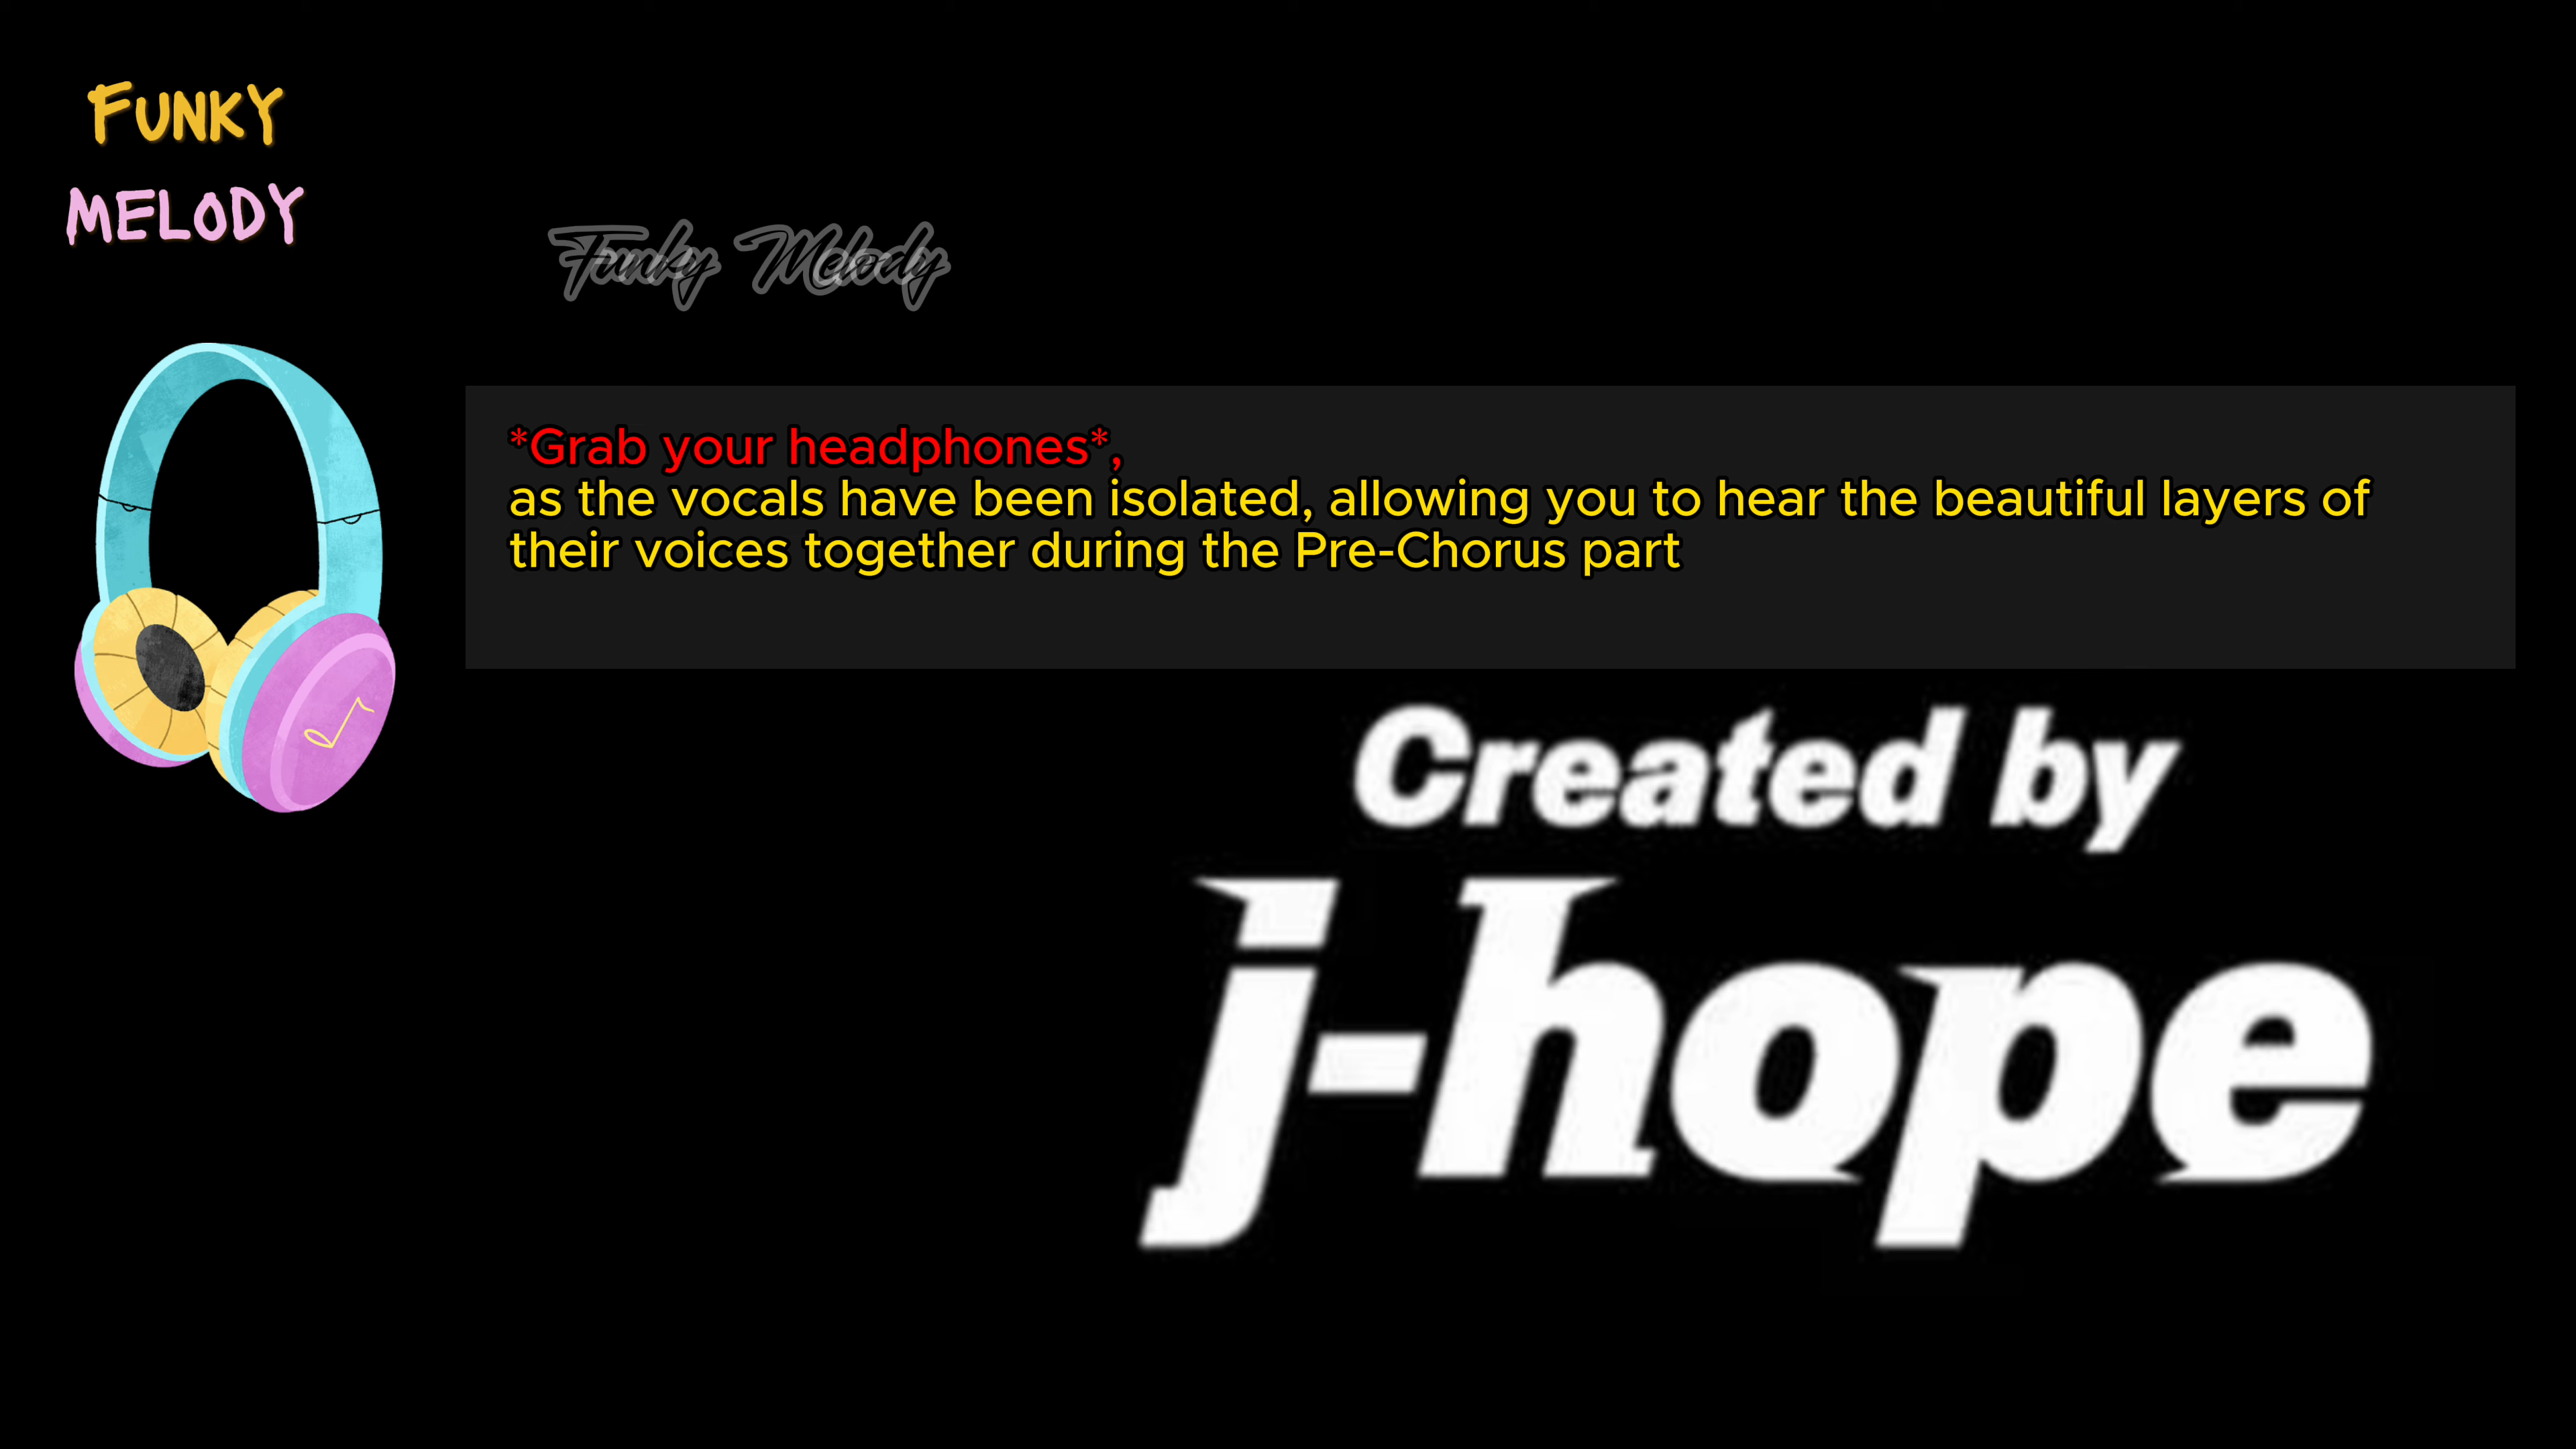 FUNKY
MELODY
Funky Melody
*Grab your headphones*,
as the vocals have been isolated, allowing you to hear the beautiful layers of
their voices together during the Pre-Chorus part
Created by
j-hope